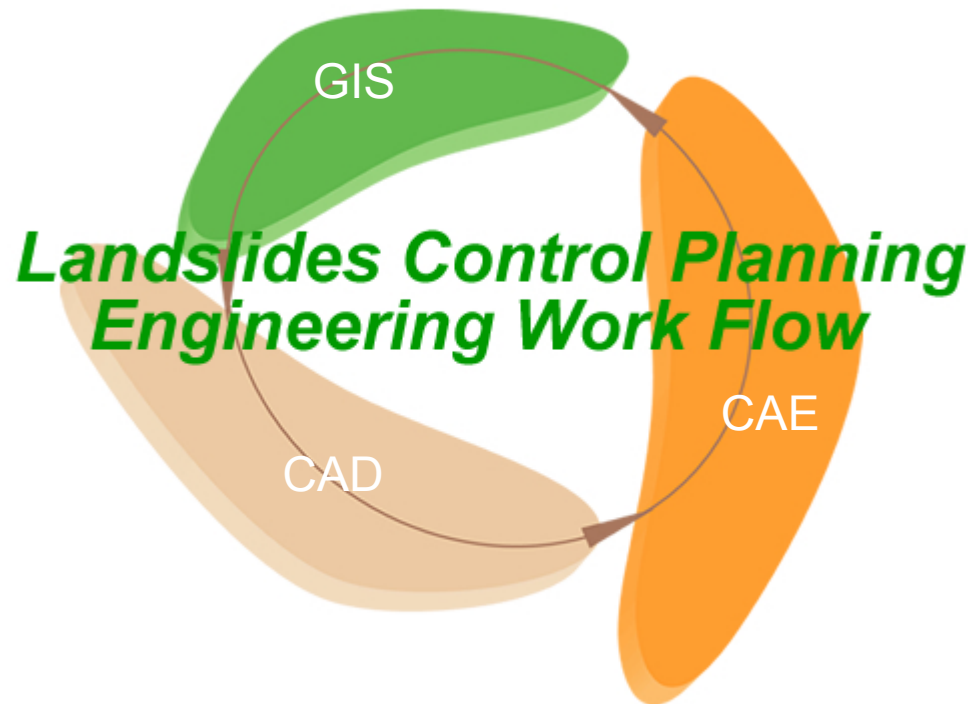 GIS
Landslides Control Planning
Engineering Work Flow
CAE
CAD